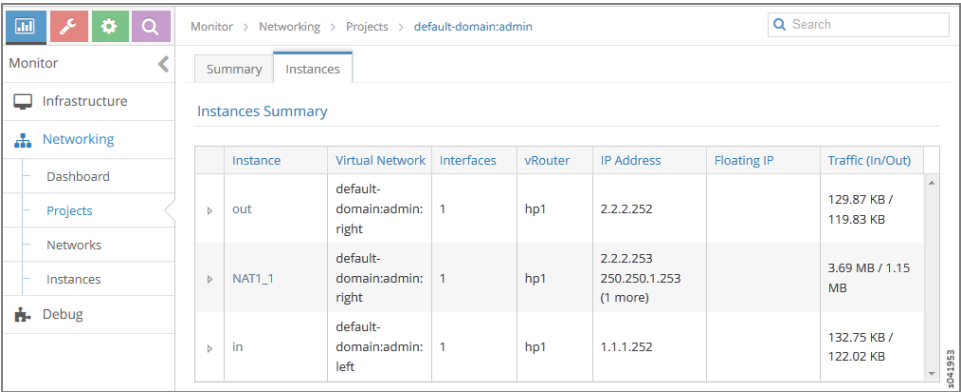 Monitor > Networking > Projects > default-domain:admin
Search
Monitor
Infrastructure
Networking
Dashboard
Projects
Networks
Instances
Debug
Summary
Instances
Instances Summary
Instance Virtual Network Interfaces vRouter IP Address Floating IP Traffic (In/Out)
out
default-
domain:admin:
right
1
hp1
2.2.2.252
129.87 KB /
119.83 KB
NAT1_1
default-
domain:admin:
right
1
hp1
2.2.2.253
250.250.1.253
(1 more)
3.69 MB / 1.15
MB
in
default-
domain:admin:
left
1
hp1
1.1.1.252
132.75 KB /
122.02 KB
s041953